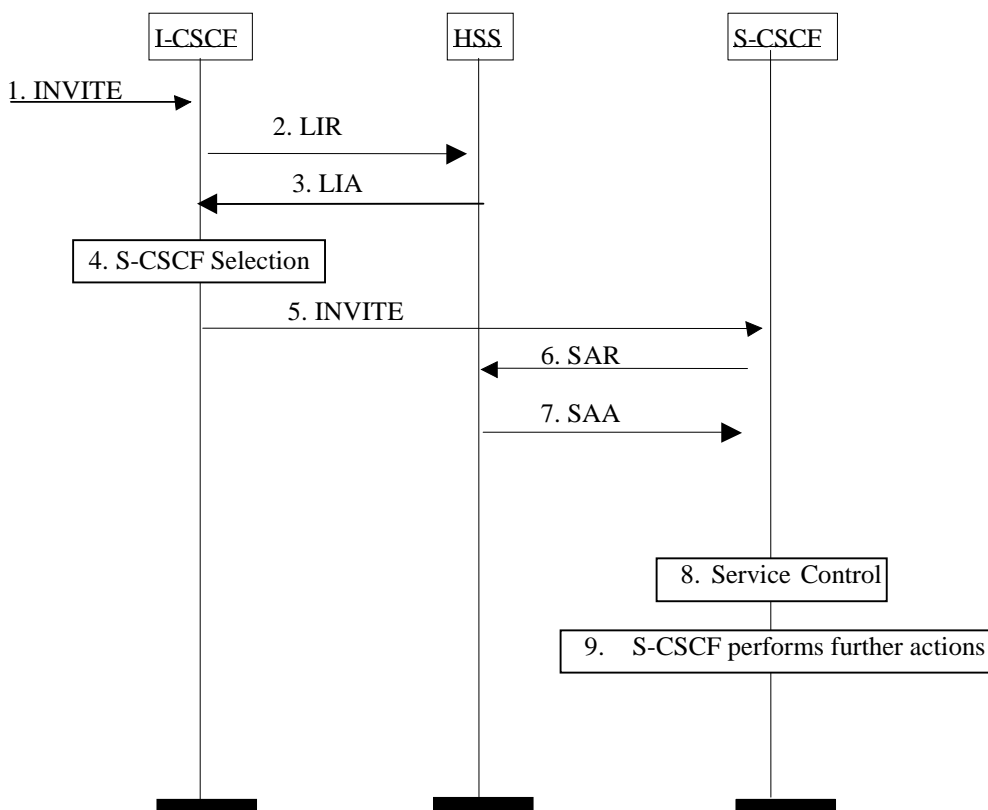 I-CSCF
HSS
S-CSCF
1. INVITE
2. LIR
3. LIA
4. S-CSCF Selection
5. INVITE
6. SAR
7. SAA
8. Service Control
9. S-CSCF performs further actions